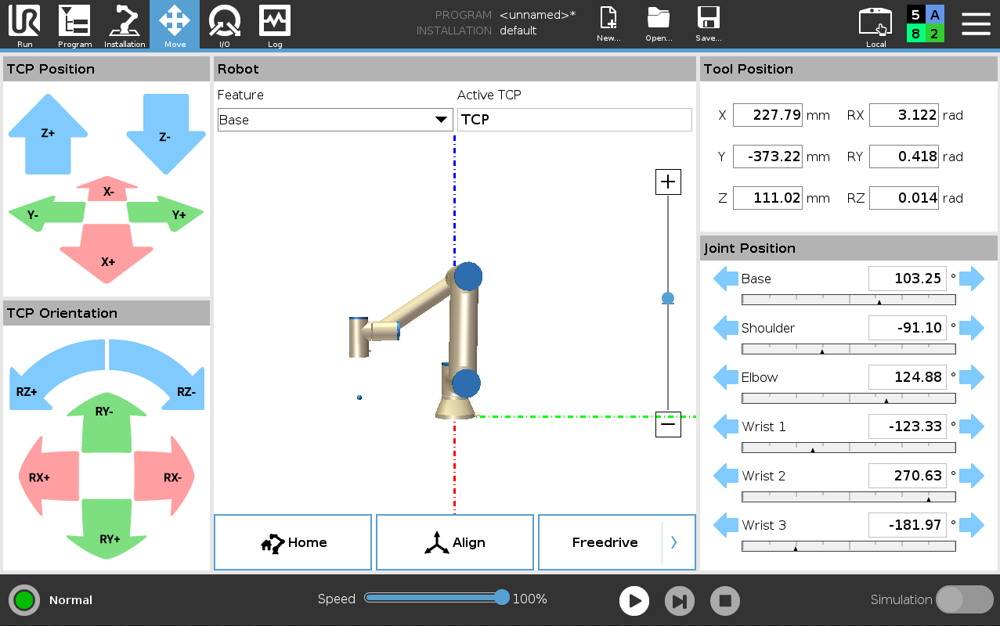 Run Program Installation Move I/O Log
PROGRAM <unnamed>*
INSTALLATION default
New... Open... Save...
Local
5 A
8 2
TCP Position
Z+ Z-
X-
Y- Y+
X+
TCP Orientation
RZ+ RZ-
RY-
RX+ RX-
RY+
Robot
Feature Active TCP
Base TCP
+
−
Home Align Freedrive
Tool Position
X 227.79 mm RX 3.122 rad
Y -373.22 mm RY 0.418 rad
Z 111.02 mm RZ 0.014 rad
Joint Position
Base 103.25 °
Shoulder -91.10 °
Elbow 124.88 °
Wrist 1 -123.33 °
Wrist 2 270.63 °
Wrist 3 -181.97 °
Normal
Speed 100%
Simulation